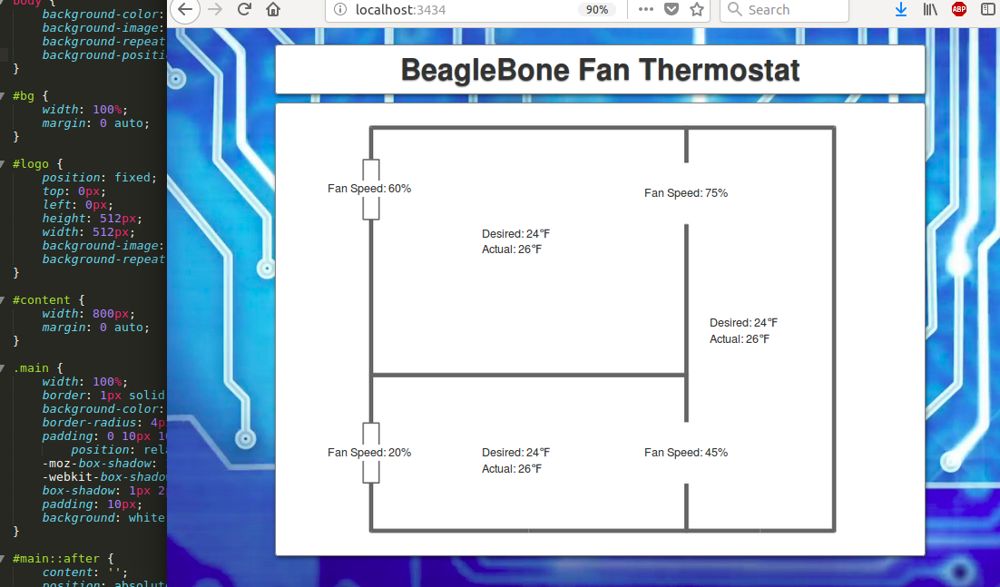 body {
background-color:
background-image:
background-repeat
background-positi
}
#bg {
width: 100%;
margin: 0 auto;
}
#logo {
position: fixed;
top: 0px;
left: 0px;
height: 512px;
width: 512px;
background-image:
background-repeat
}
#content {
width: 800px;
margin: 0 auto;
}
.main {
width: 100%;
border: 1px solid
background-color:
border-radius: 4p
padding: 0 10px 1
position: rel
-moz-box-shadow:
-webkit-box-shado
box-shadow: 1px 2
padding: 10px;
background: white
}
#main::after {
content: '';
position: absolut
localhost:3434
90%
Search
ABP
BeagleBone Fan Thermostat
Fan Speed: 60%
Fan Speed: 75%
Desired: 24°F
Actual: 26°F
Desired: 24°F
Actual: 26°F
Fan Speed: 20%
Desired: 24°F
Actual: 26°F
Fan Speed: 45%